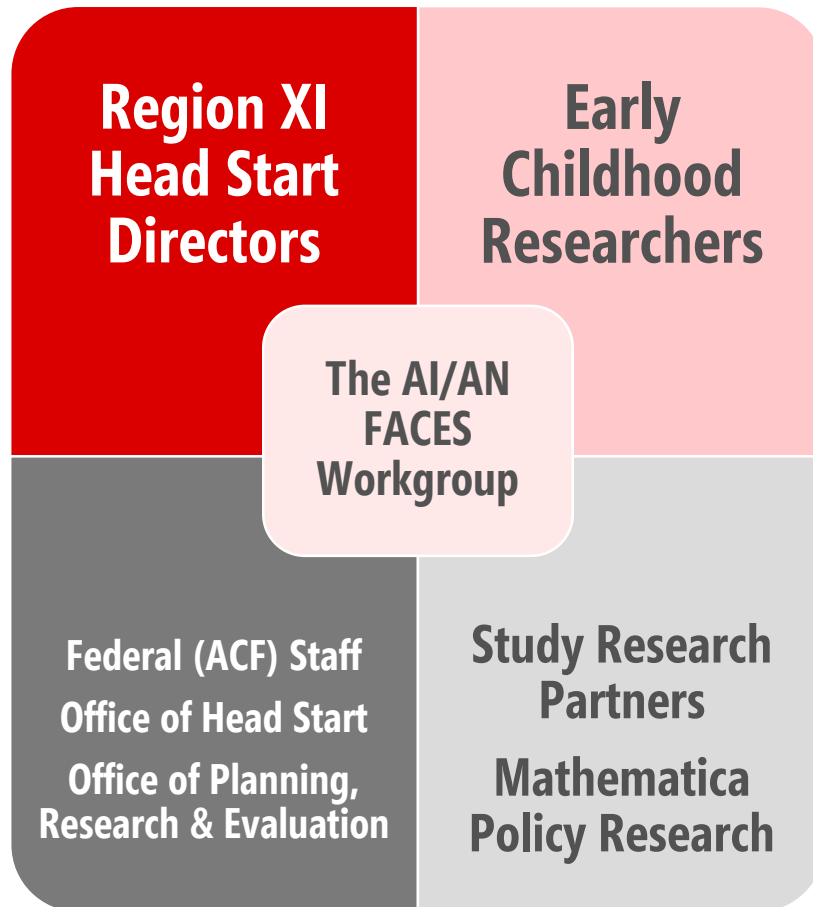 Region XI
Head Start
Directors
Early
Childhood
Researchers
The AI/AN
FACES
Workgroup
Federal (ACF) Staff
Office of Head Start
Office of Planning,
Research & Evaluation
Study Research
Partners
Mathematica
Policy Research